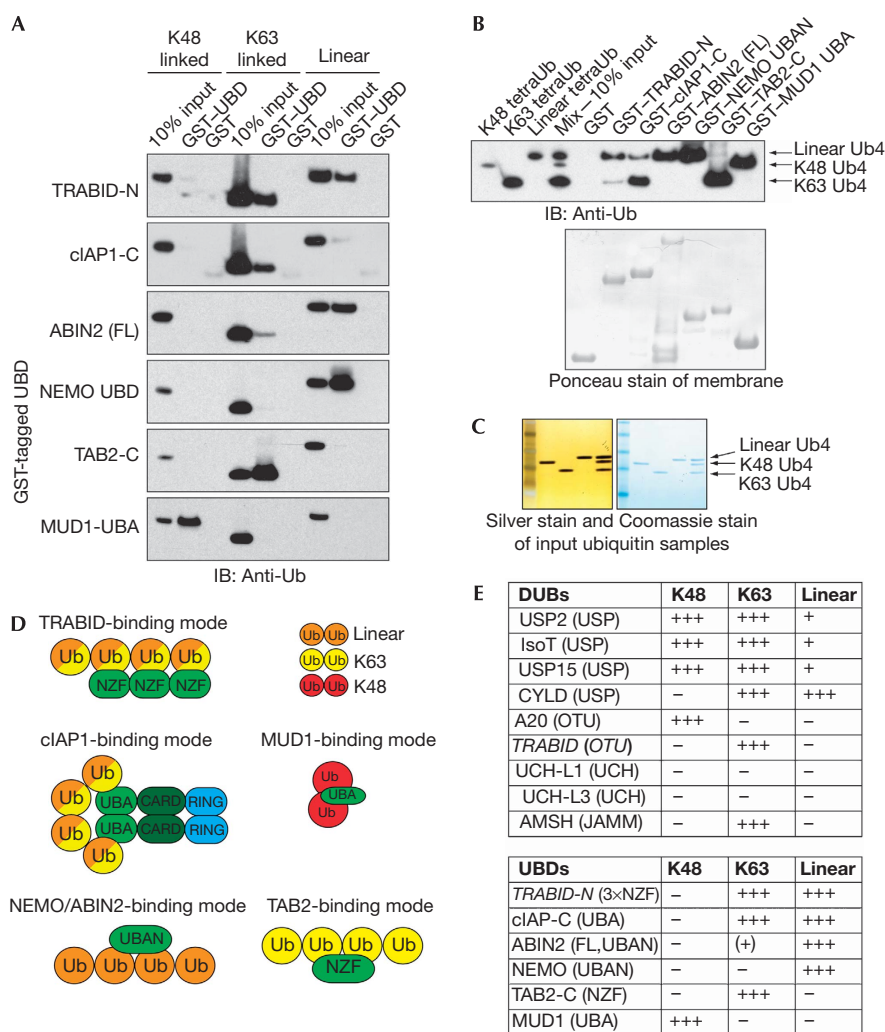 A
K48 linked
K63 linked
Linear
10% input
GST–UBD
GST
10% input
GST–UBD
GST
10% input
GST–UBD
GST
GST-tagged UBD
TRABID-N
cIAP1-C
ABIN2 (FL)
NEMO UBD
TAB2-C
MUD1-UBA
IB: Anti-Ub
B
K48 tetraUb
K63 tetraUb
Linear tetraUb
Mix–10% input
GST
GST–TRABID-N
GST–cIAP1-C
GST–ABIN2 (FL)
GST–NEMO UBAN
GST–TAB2-C
GST–MUD1 UBA
Linear Ub4
K48 Ub4
K63 Ub4
IB: Anti-Ub
Ponceau stain of membrane
C
Linear Ub4
K48 Ub4
K63 Ub4
Silver stain and Coomassie stain
of input ubiquitin samples
D
TRABID-binding mode
Ub Ub Ub Ub
NZF NZF NZF
Ub Ub Linear
Ub Ub K63
Ub Ub K48
cIAP1-binding mode
Ub
Ub
UBA CARD RING
Ub
UBA CARD RING
Ub
MUD1-binding mode
Ub
UBA
Ub
NEMO/ABIN2-binding mode
UBAN
Ub Ub Ub Ub
TAB2-binding mode
Ub Ub Ub Ub
NZF
E
DUBs K48 K63 Linear
USP2 (USP) +++ +++ +
IsoT (USP) +++ +++ +
USP15 (USP) +++ +++ +
CYLD (USP) – +++ +++
A20 (OTU) +++ – –
TRABID (OTU) – +++ –
UCH-L1 (UCH) – – –
UCH-L3 (UCH) – – –
AMSH (JAMM) – +++ –
UBDs K48 K63 Linear
TRABID-N (3×NZF) – +++ +++
cIAP-C (UBA) – +++ +++
ABIN2 (FL,UBAN) – (+) +++
NEMO (UBAN) – – +++
TAB2-C (NZF) – +++ –
MUD1 (UBA) +++ – –